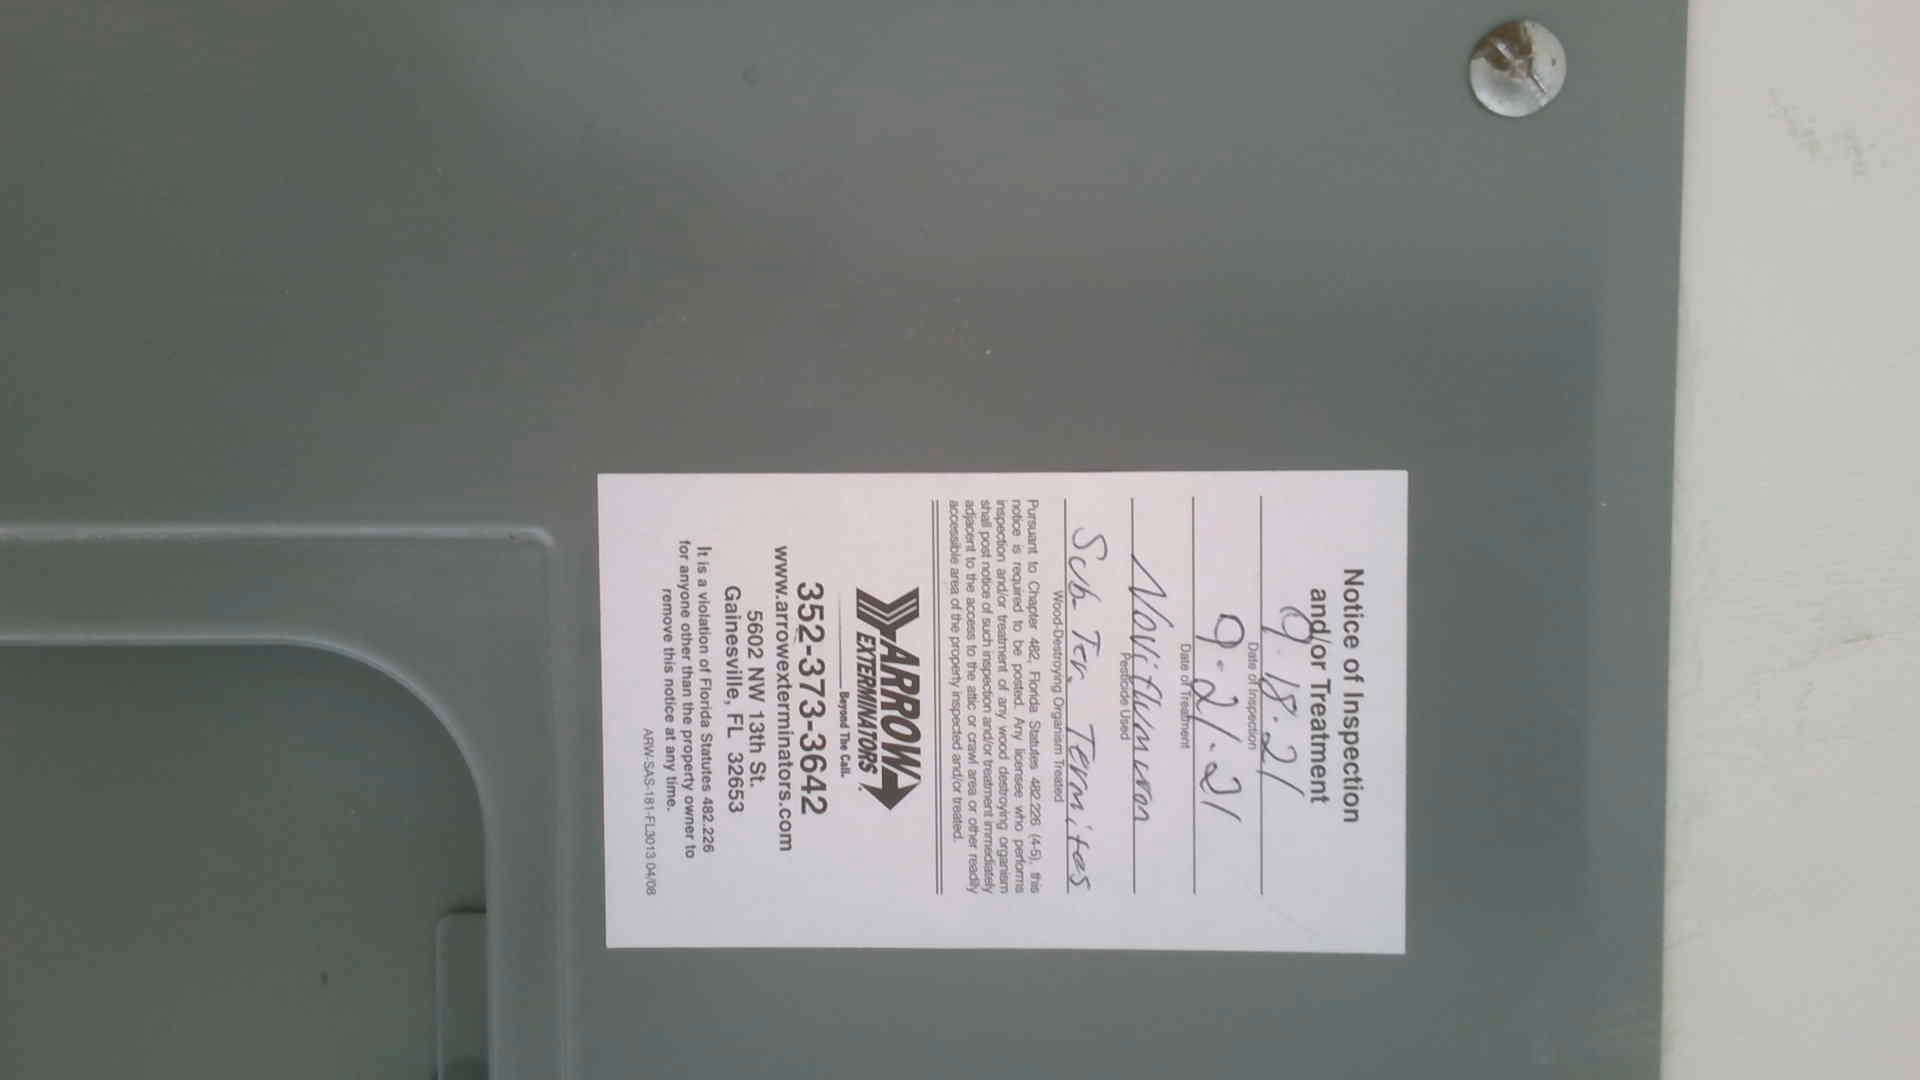 Notice of Inspection
and/or Treatment
9.18.21
Date of Inspection
9.21.21
Date of Treatment
Noviflumuron
Pesticide Used
Sub Ter. Termites
Wood-Destroying Organism Treated
Pursuant to Chapter 482, Florida Statutes 482.226 (4-5), this
notice is required to be posted. Any licensee who performs
inspection and/or treatment of any wood destroying organism
shall post notice of such inspection and/or treatment immediately
adjacent to the access to the attic or crawl area or other readily
accessible area of the property inspected and/or treated.
ARROW
EXTERMINATORS
Beyond The Call.
352-373-3642
www.arrowexterminators.com
5602 NW 13th St.
Gainesville, FL 32653
It is a violation of Florida Statutes 482.226
for anyone other than the property owner to
remove this notice at any time.
ARW-SAS-181-FL3013 04/08